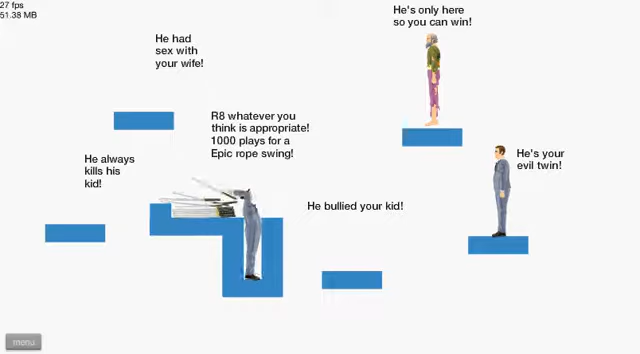 27 fps
51.38 MB
He's only here
so you can win!
He had
sex with
your wife!
R8 whatever you
think is appropriate!
1000 plays for a
Epic rope swing!
He always
kills his
kid!
He's your
evil twin!
He bullied your kid!
menu